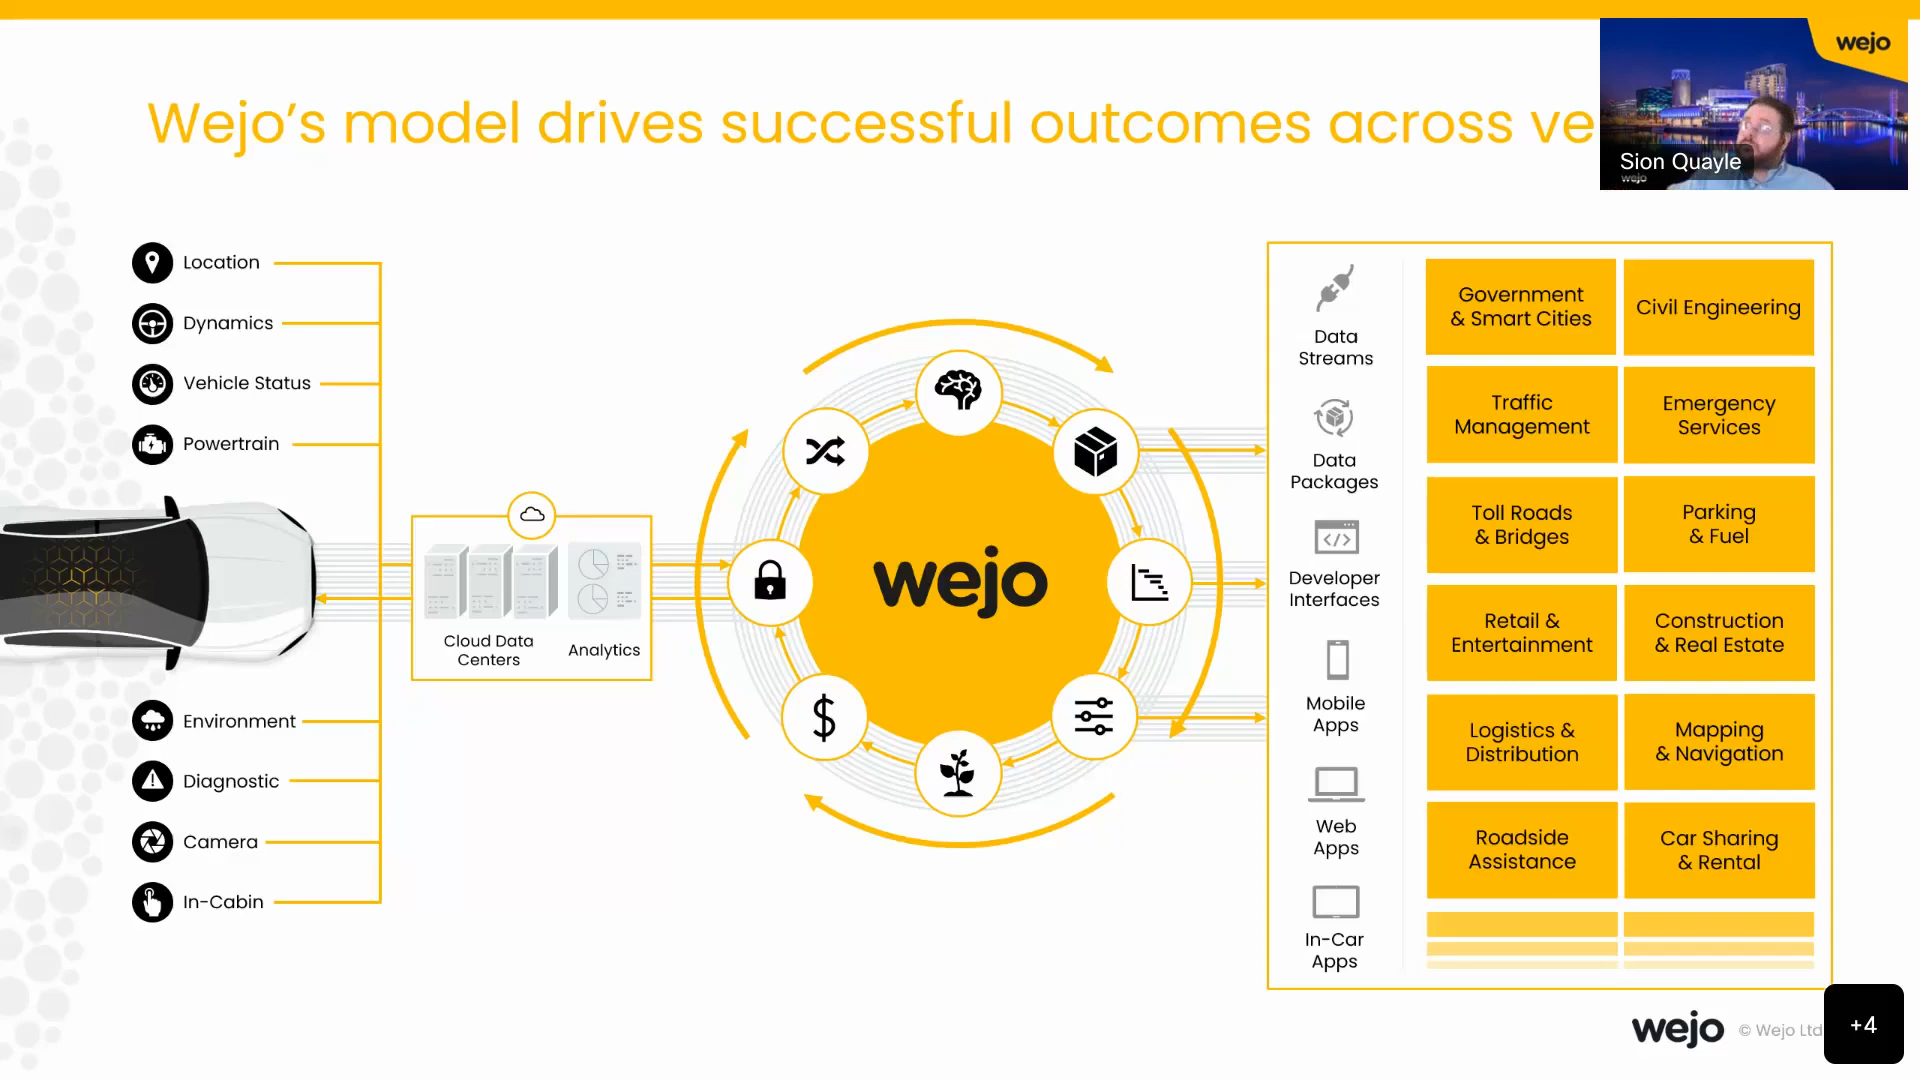 wejo
Wejo's model drives successful outcomes across ve
Sion Quayle
wejo
Location
Dynamics
Vehicle Status
Powertrain
Environment
Diagnostic
Camera
In-Cabin
Cloud Data
Centers
Analytics
$
wejo
Data
Streams
Data
Packages
</>
Developer
Interfaces
Mobile
Apps
Web
Apps
In-Car
Apps
Government
& Smart Cities
Civil Engineering
Traffic
Management
Emergency
Services
Toll Roads
& Bridges
Parking
& Fuel
Retail &
Entertainment
Construction
& Real Estate
Logistics &
Distribution
Mapping
& Navigation
Roadside
Assistance
Car Sharing
& Rental
wejo © Wejo Ltd
+4